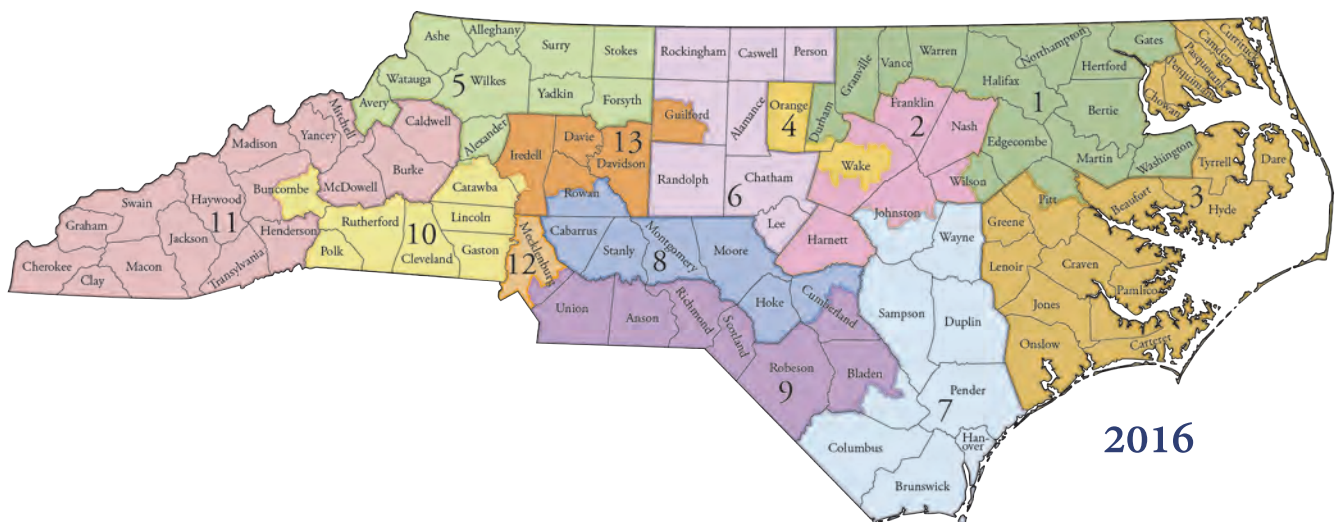 Ashe
Alleghany
Surry
Stokes
Rockingham
Caswell
Person
Granville
Vance
Warren
Northampton
Gates
Currituck
Camden
Pasquotank
Perquimans
Chowan
Watauga
5
Wilkes
Yadkin
Forsyth
Halifax
Hertford
Avery
Mitchell
Caldwell
Alexander
Guilford
Alamance
Orange
4
Durham
Franklin
2
Nash
1
Bertie
Madison
Yancey
Iredell
Davie
13
Davidson
Wake
Edgecombe
Martin
Washington
Tyrrell
Dare
Buncombe
McDowell
Burke
Catawba
Rowan
Randolph
Chatham
6
Wilson
Pitt
Beaufort
3
Hyde
Swain
Haywood
Graham
Jackson
11
Henderson
Rutherford
Lincoln
Lee
Johnston
Greene
Cherokee
Clay
Macon
Transylvania
Polk
10
Cleveland
Gaston
12
Mecklenburg
Cabarrus
Stanly
Montgomery
8
Moore
Harnett
Wayne
Lenoir
Craven
Pamlico
Union
Anson
Richmond
Scotland
Hoke
Cumberland
Sampson
Duplin
Jones
Onslow
Carteret
Robeson
9
Bladen
Pender
7
Columbus
Han-
over
Brunswick
2016